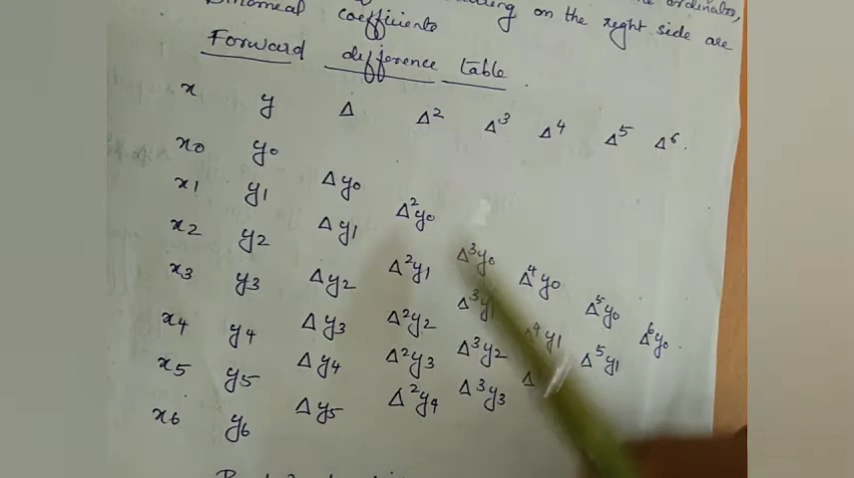 Binomial coefficients on the right side are
Forward difference table.
x y Δ Δ² Δ³ Δ⁴ Δ⁵ Δ⁶.
x0 y0
Δy0
x1 y1 Δ²y0
Δy1 Δ³y0
x2 y2 Δ²y1 Δ⁴y0
Δy2 Δ³y1 Δ⁵y0
x3 y3 Δ²y2 Δ⁴y1 Δ⁶y0.
Δy3 Δ³y2 Δ⁵y1
x4 y4 Δ²y3 Δ
Δy4 Δ³y3
x5 y5 Δ²y4
Δy5
x6 y6